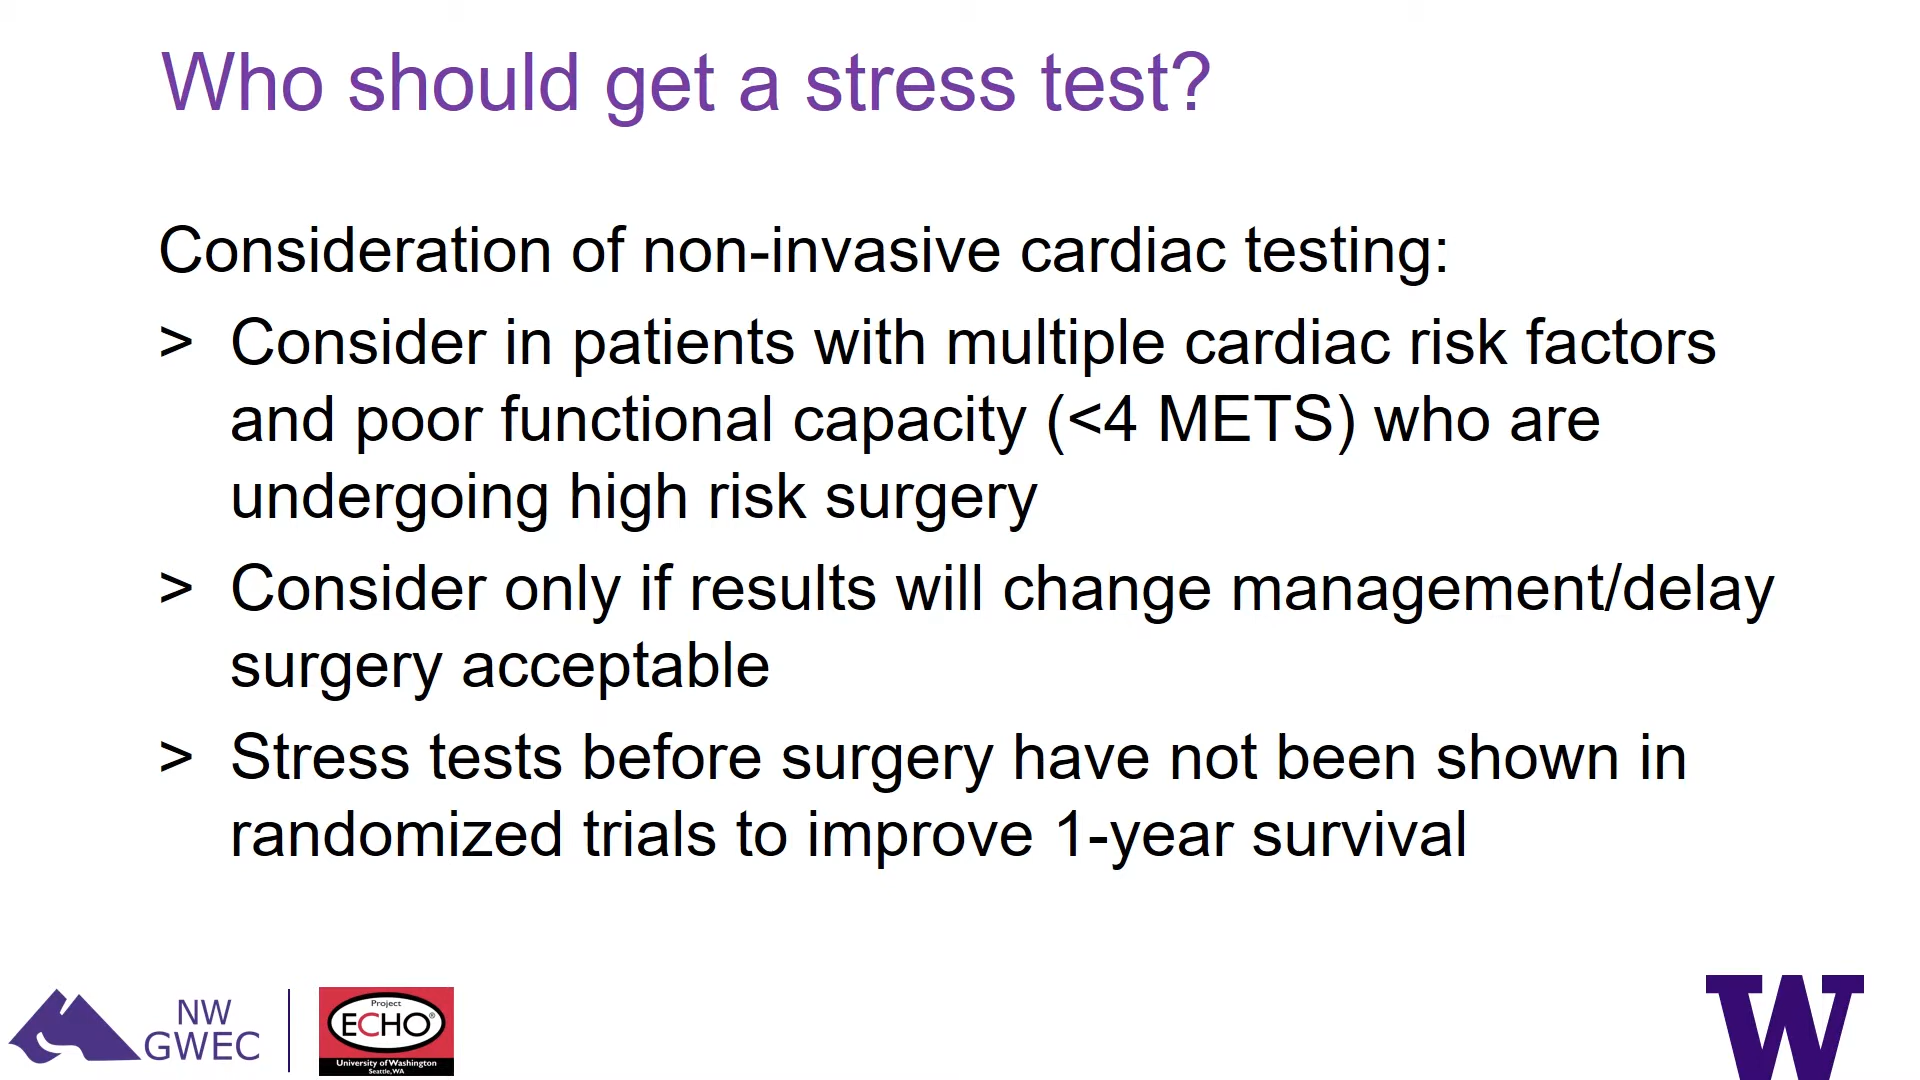 Who should get a stress test?
Consideration of non-invasive cardiac testing:
> Consider in patients with multiple cardiac risk factors
and poor functional capacity (<4 METS) who are
undergoing high risk surgery
> Consider only if results will change management/delay
surgery acceptable
> Stress tests before surgery have not been shown in
randomized trials to improve 1-year survival
NW
GWEC
Project
ECHO®
University of Washington
Seattle, WA
W